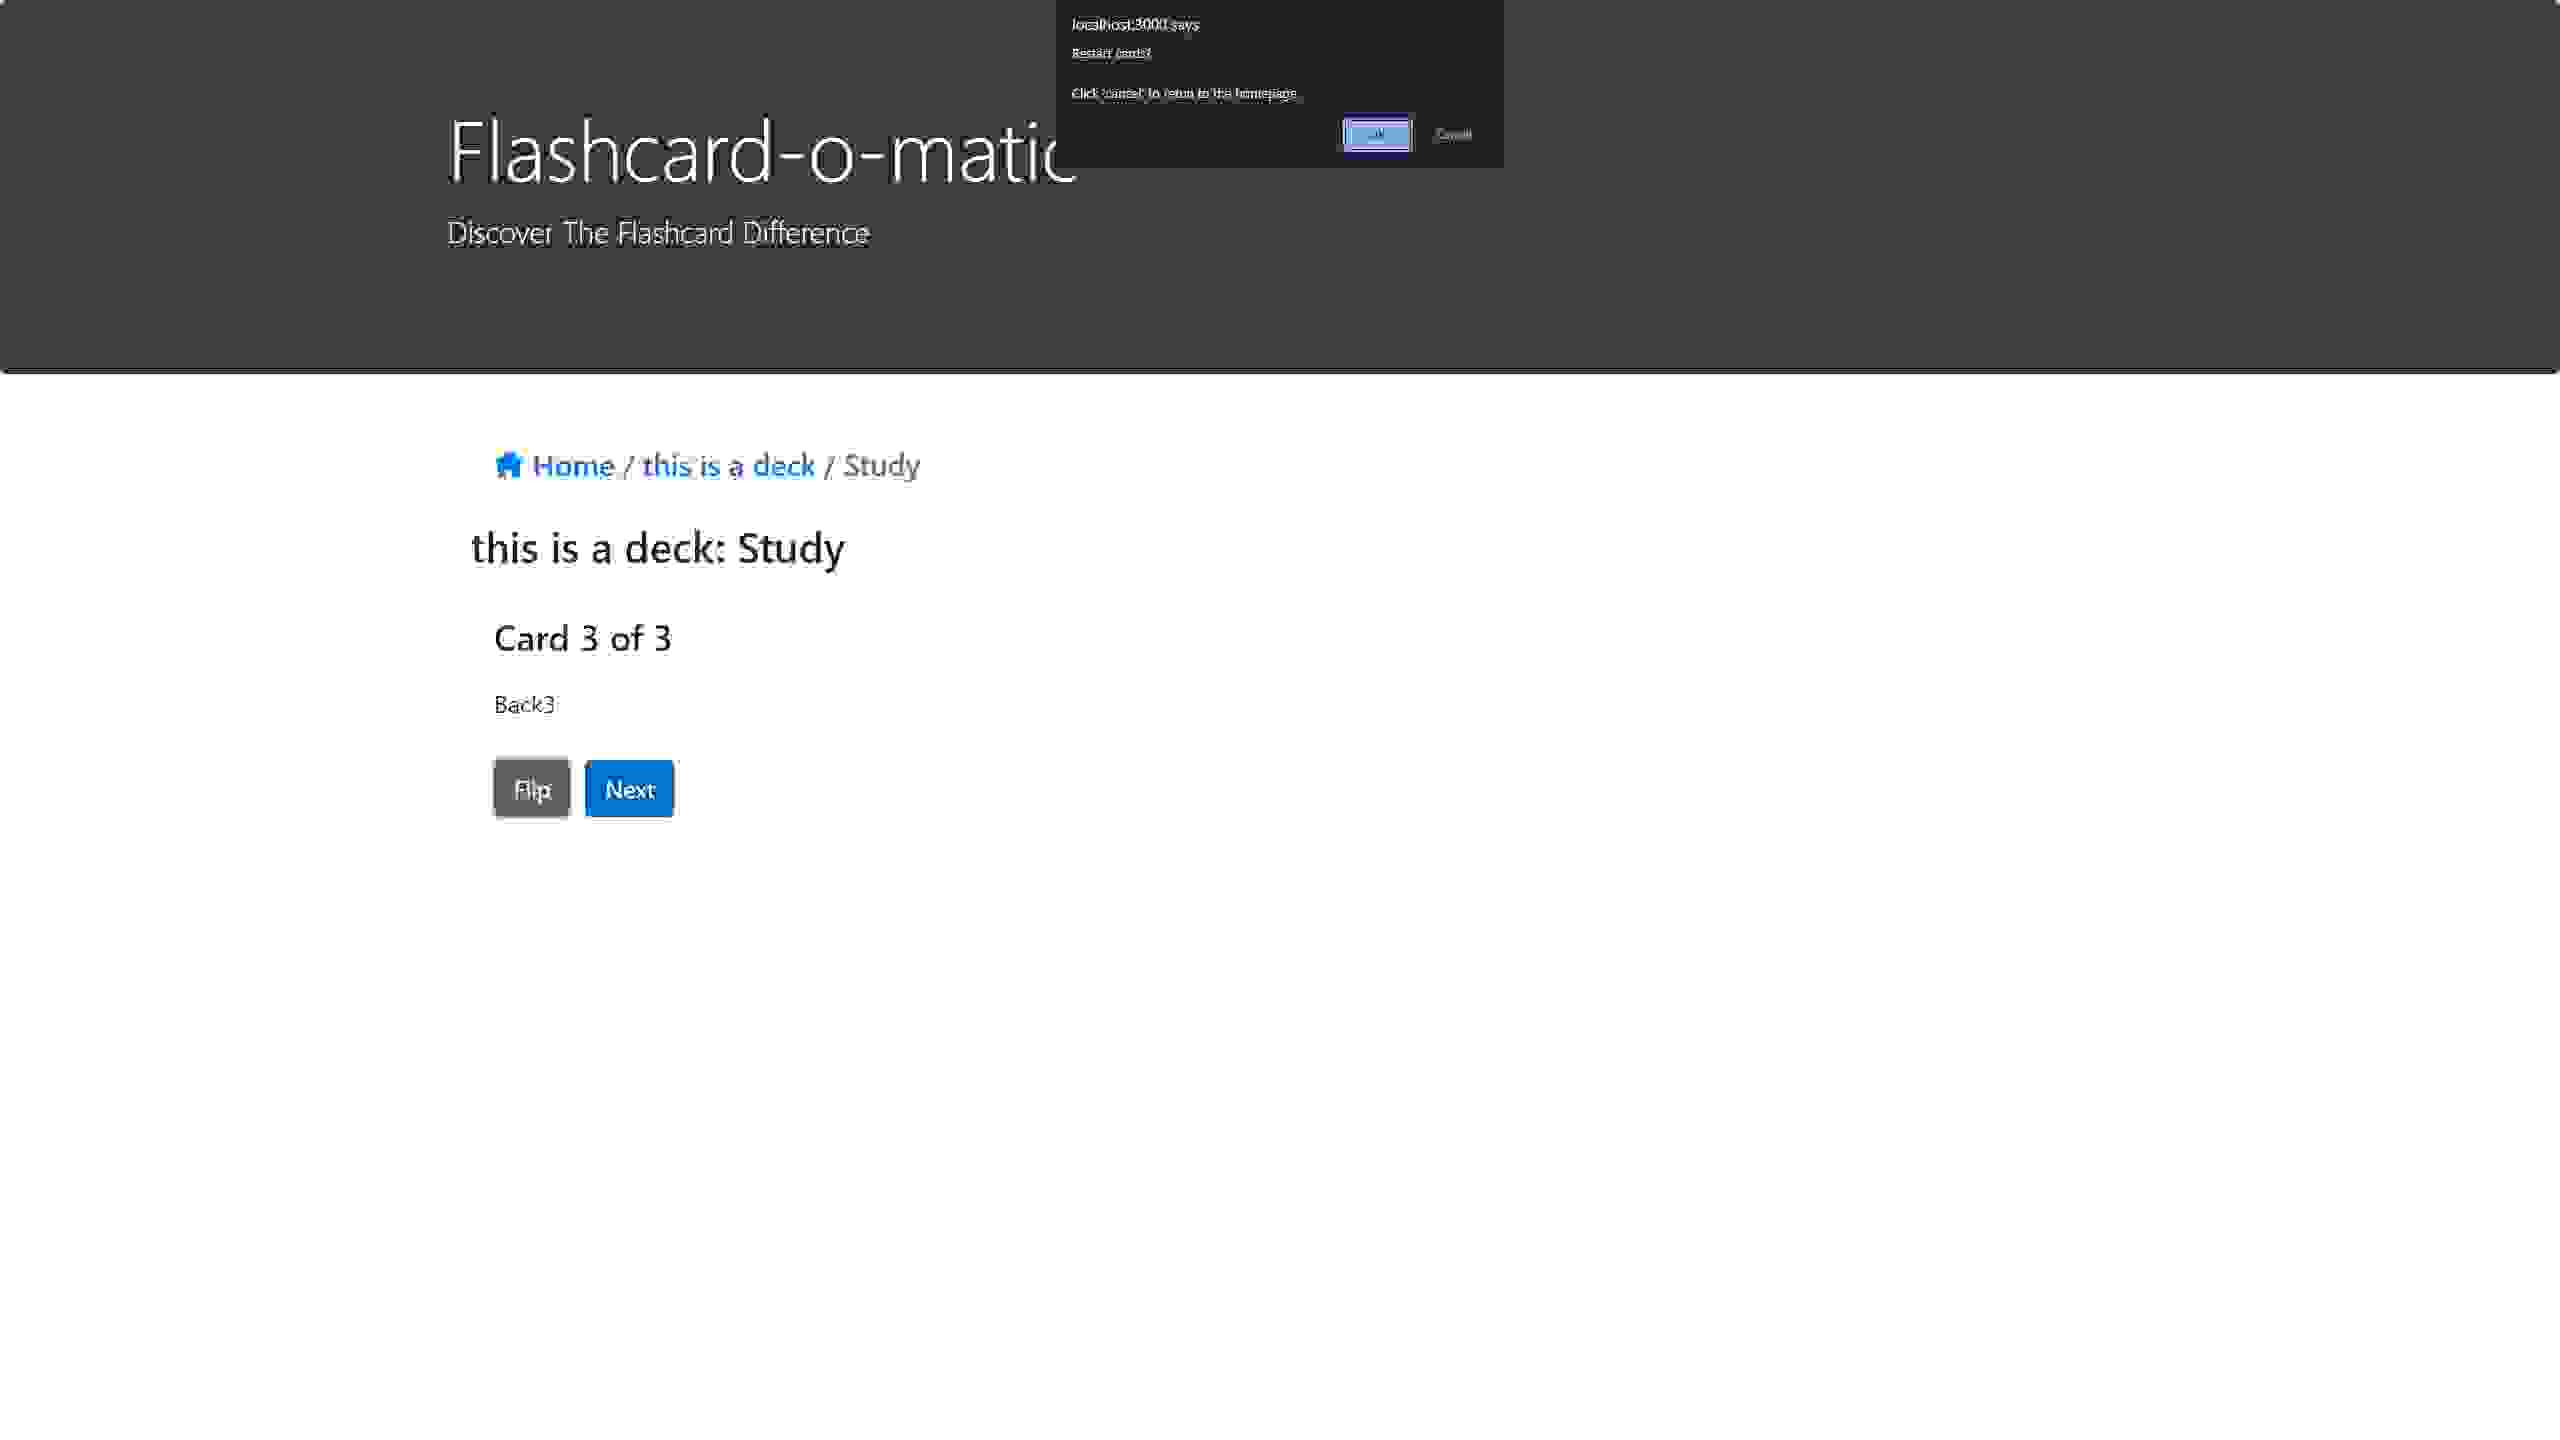 localhost:3000 says
Restart cards?
Click 'cancel' to return to the homepage.
OK Cancel
Flashcard-o-matic
Discover The Flashcard Difference
Home / this is a deck / Study
this is a deck: Study
Card 3 of 3
Back3
Flip Next